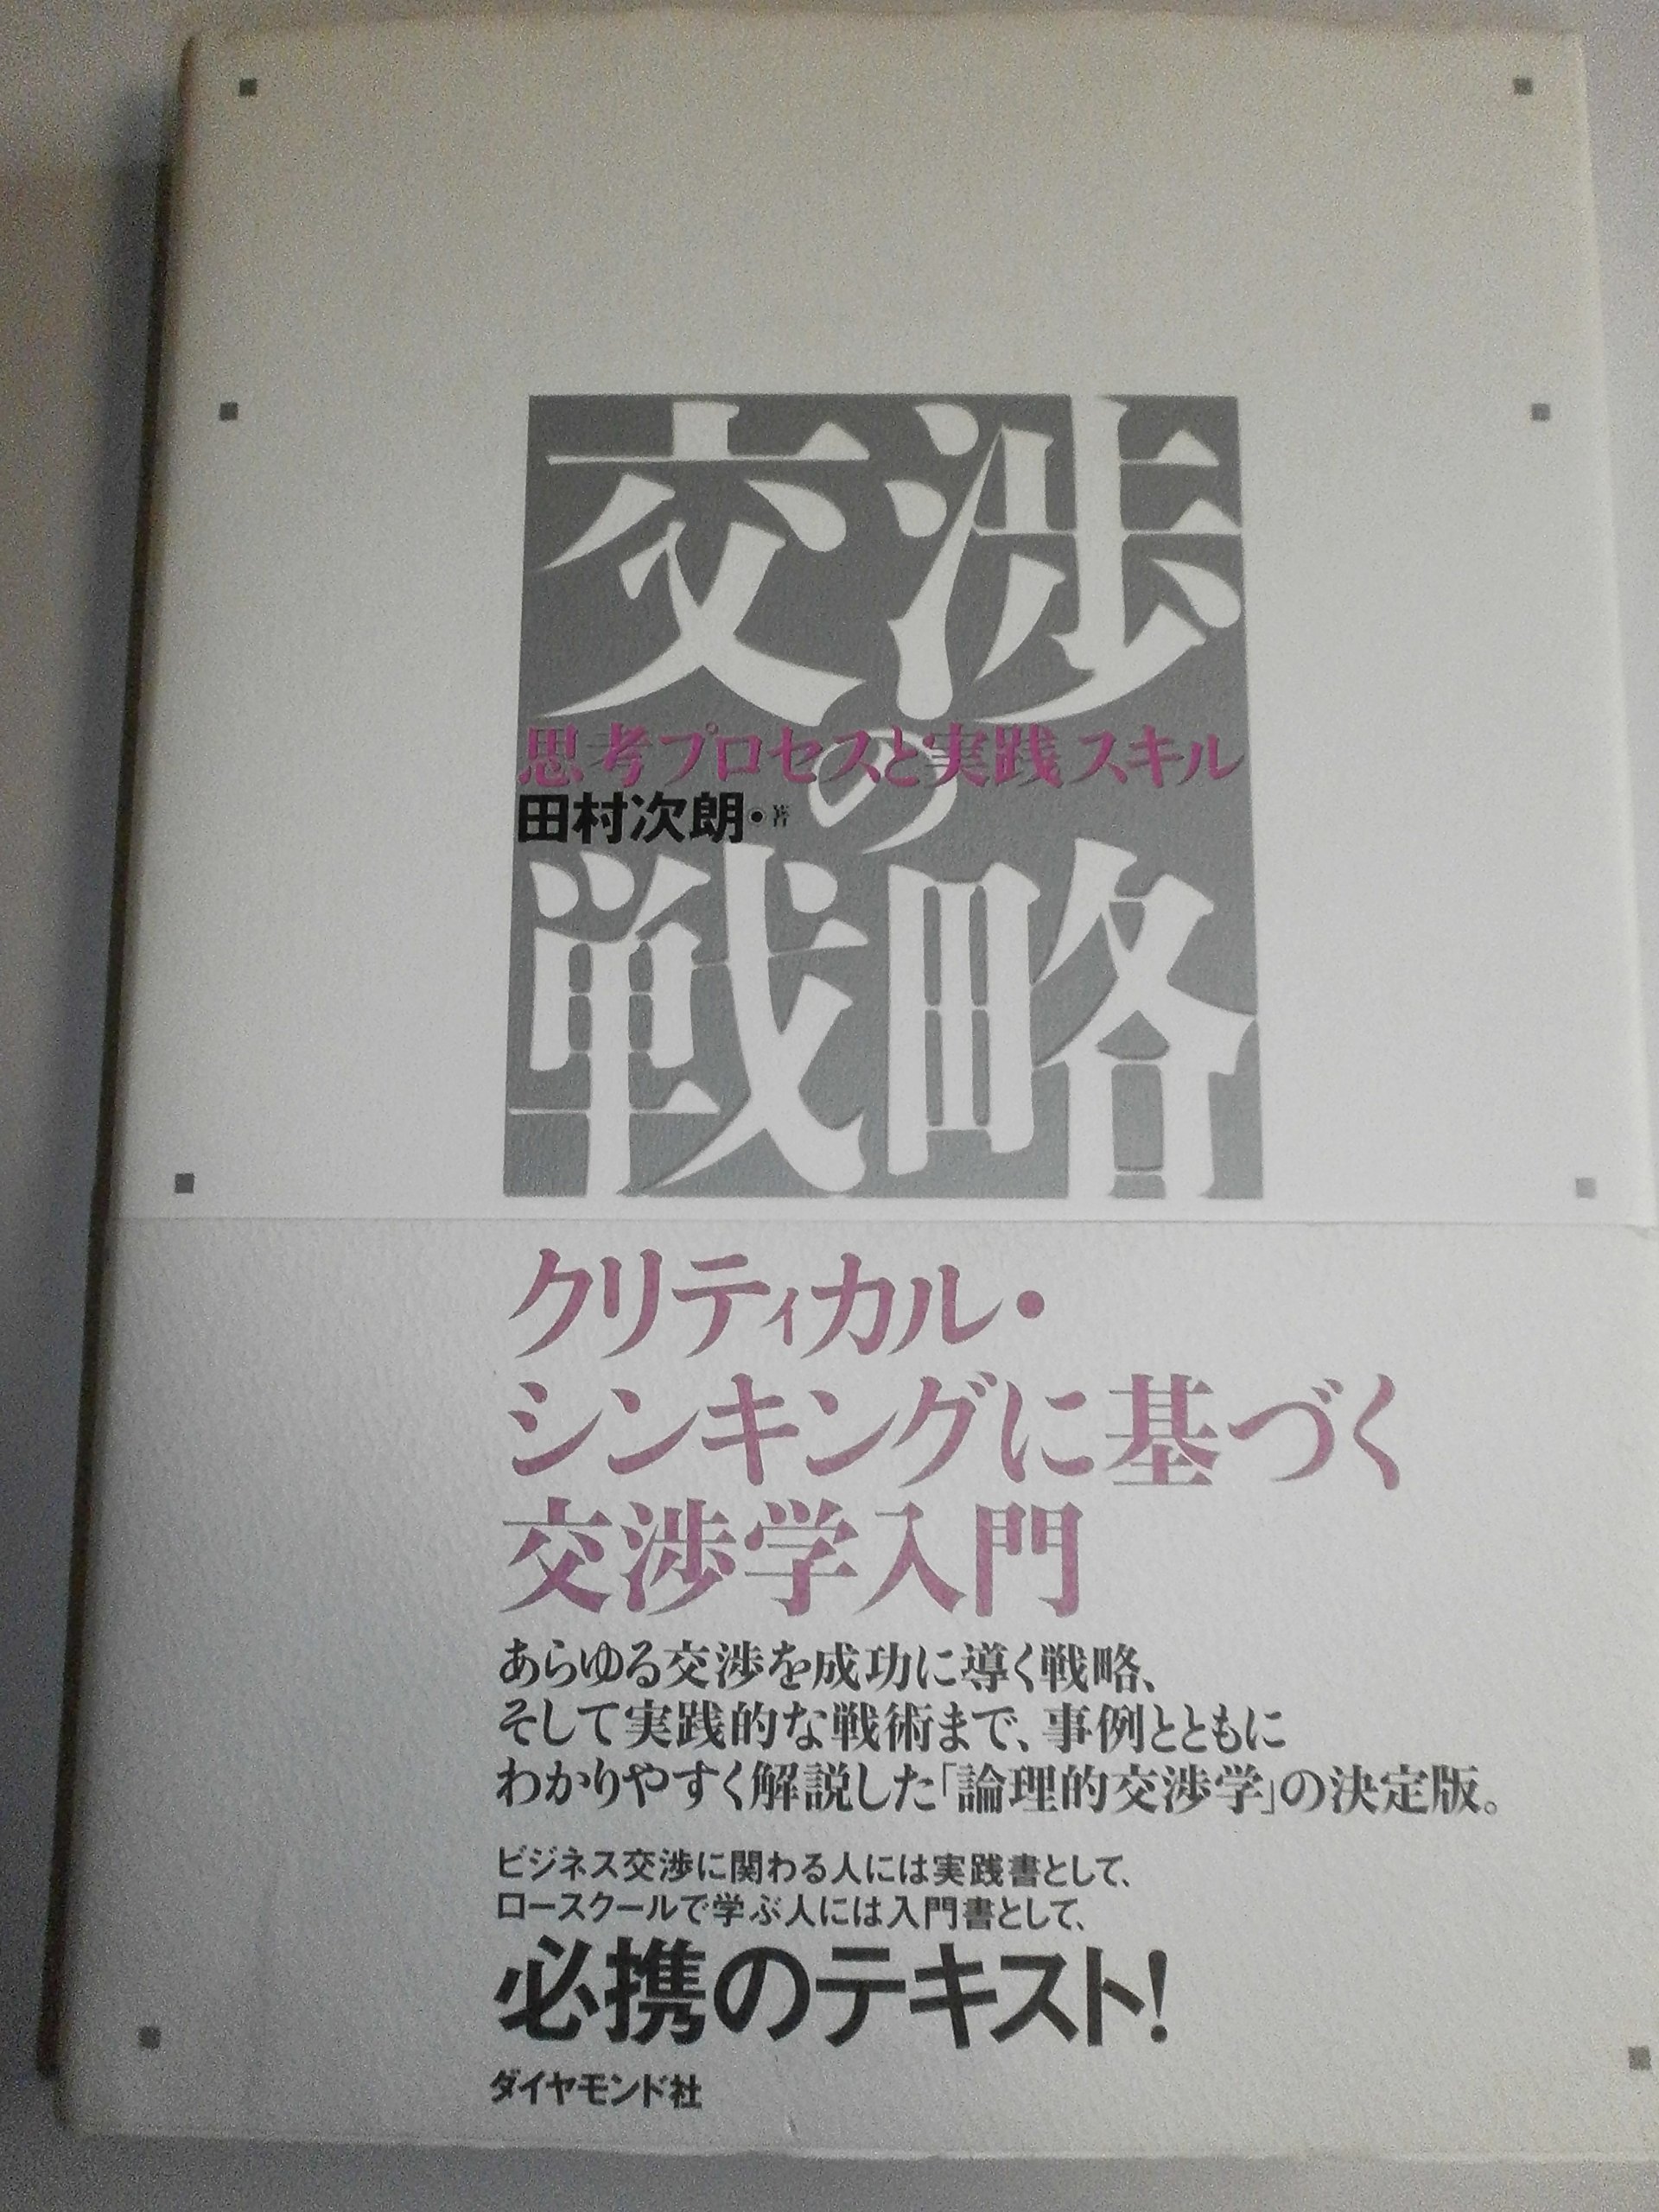 交渉
の
戦略
思考プロセスと実践スキル
田村次朗・著
クリティカル・
シンキングに基づく
交渉学入門
あらゆる交渉を成功に導く戦略、
そして実践的な戦術まで、事例とともに
わかりやすく解説した「論理的交渉学」の決定版。
ビジネス交渉に関わる人には実践書として、
ロースクールで学ぶ人には入門書として、
必携のテキスト!
ダイヤモンド社